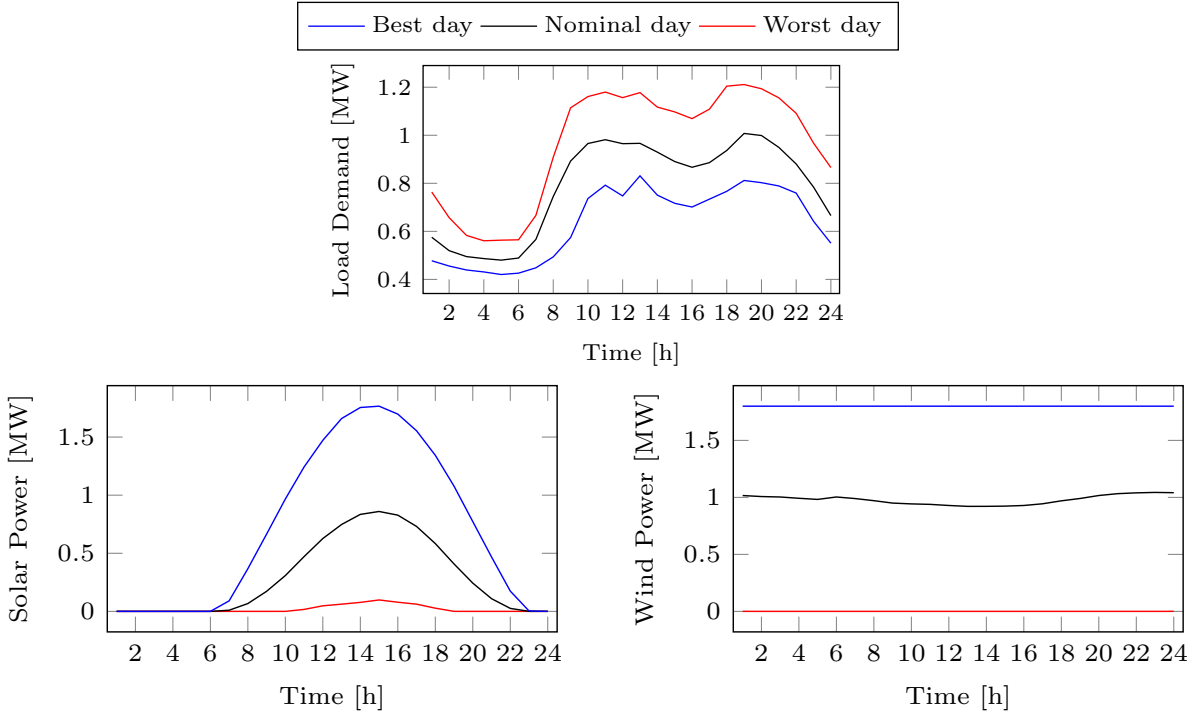 Best day Nominal day Worst day
Load Demand [MW]
1.2
1
0.8
0.6
0.4
2 4 6 8 10 12 14 16 18 20 22 24
Time [h]
Solar Power [MW]
1.5
1
0.5
0
2 4 6 8 10 12 14 16 18 20 22 24
Time [h]
Wind Power [MW]
1.5
1
0.5
0
2 4 6 8 10 12 14 16 18 20 22 24
Time [h]